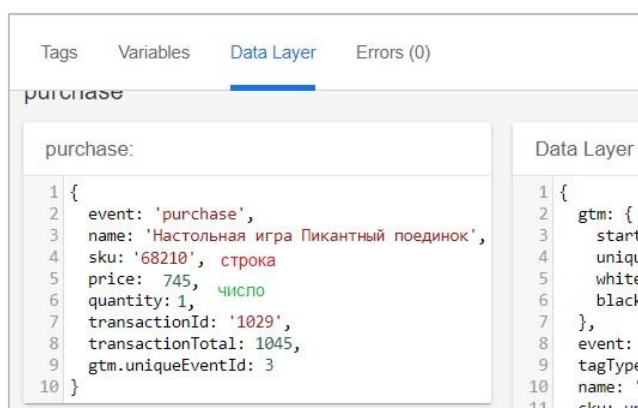 Tags Variables Data Layer Errors (0)
purchase
purchase:
1 {
2 event: 'purchase',
3 name: 'Настольная игра Пикантный поединок',
4 sku: '68210', строка
5 price: 745,
число
6 quantity: 1,
7 transactionId: '1029',
8 transactionTotal: 1045,
9 gtm.uniqueEventId: 3
10 }
Data Layer
1 {
2 gtm: {
3 start
4 uniqu
5 white
6 black
7 },
8 event:
9 tagType
10 name: '